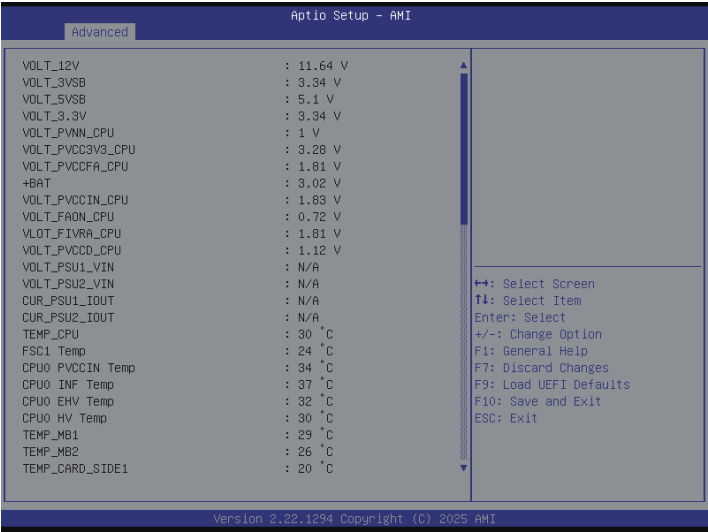 Aptio Setup – AMI
Advanced
VOLT_12V : 11.64 V
VOLT_3VSB : 3.34 V
VOLT_5VSB : 5.1 V
VOLT_3.3V : 3.34 V
VOLT_PVNN_CPU : 1 V
VOLT_PVCC3V3_CPU : 3.28 V
VOLT_PVCCFA_CPU : 1.81 V
+BAT : 3.02 V
VOLT_PVCCIN_CPU : 1.83 V
VOLT_FAON_CPU : 0.72 V
VLOT_FIVRA_CPU : 1.81 V
VOLT_PVCCD_CPU : 1.12 V
VOLT_PSU1_VIN : N/A
VOLT_PSU2_VIN : N/A
CUR_PSU1_IOUT : N/A
CUR_PSU2_IOUT : N/A
TEMP_CPU : 30 °C
FSC1 Temp : 24 °C
CPU0 PVCCIN Temp : 34 °C
CPU0 INF Temp : 37 °C
CPU0 EHV Temp : 32 °C
CPU0 HV Temp : 30 °C
TEMP_MB1 : 29 °C
TEMP_MB2 : 26 °C
TEMP_CARD_SIDE1 : 20 °C
↔: Select Screen
↑↓: Select Item
Enter: Select
+/-: Change Option
F1: General Help
F7: Discard Changes
F9: Load UEFI Defaults
F10: Save and Exit
ESC: Exit
Version 2.22.1294 Copyright (C) 2025 AMI